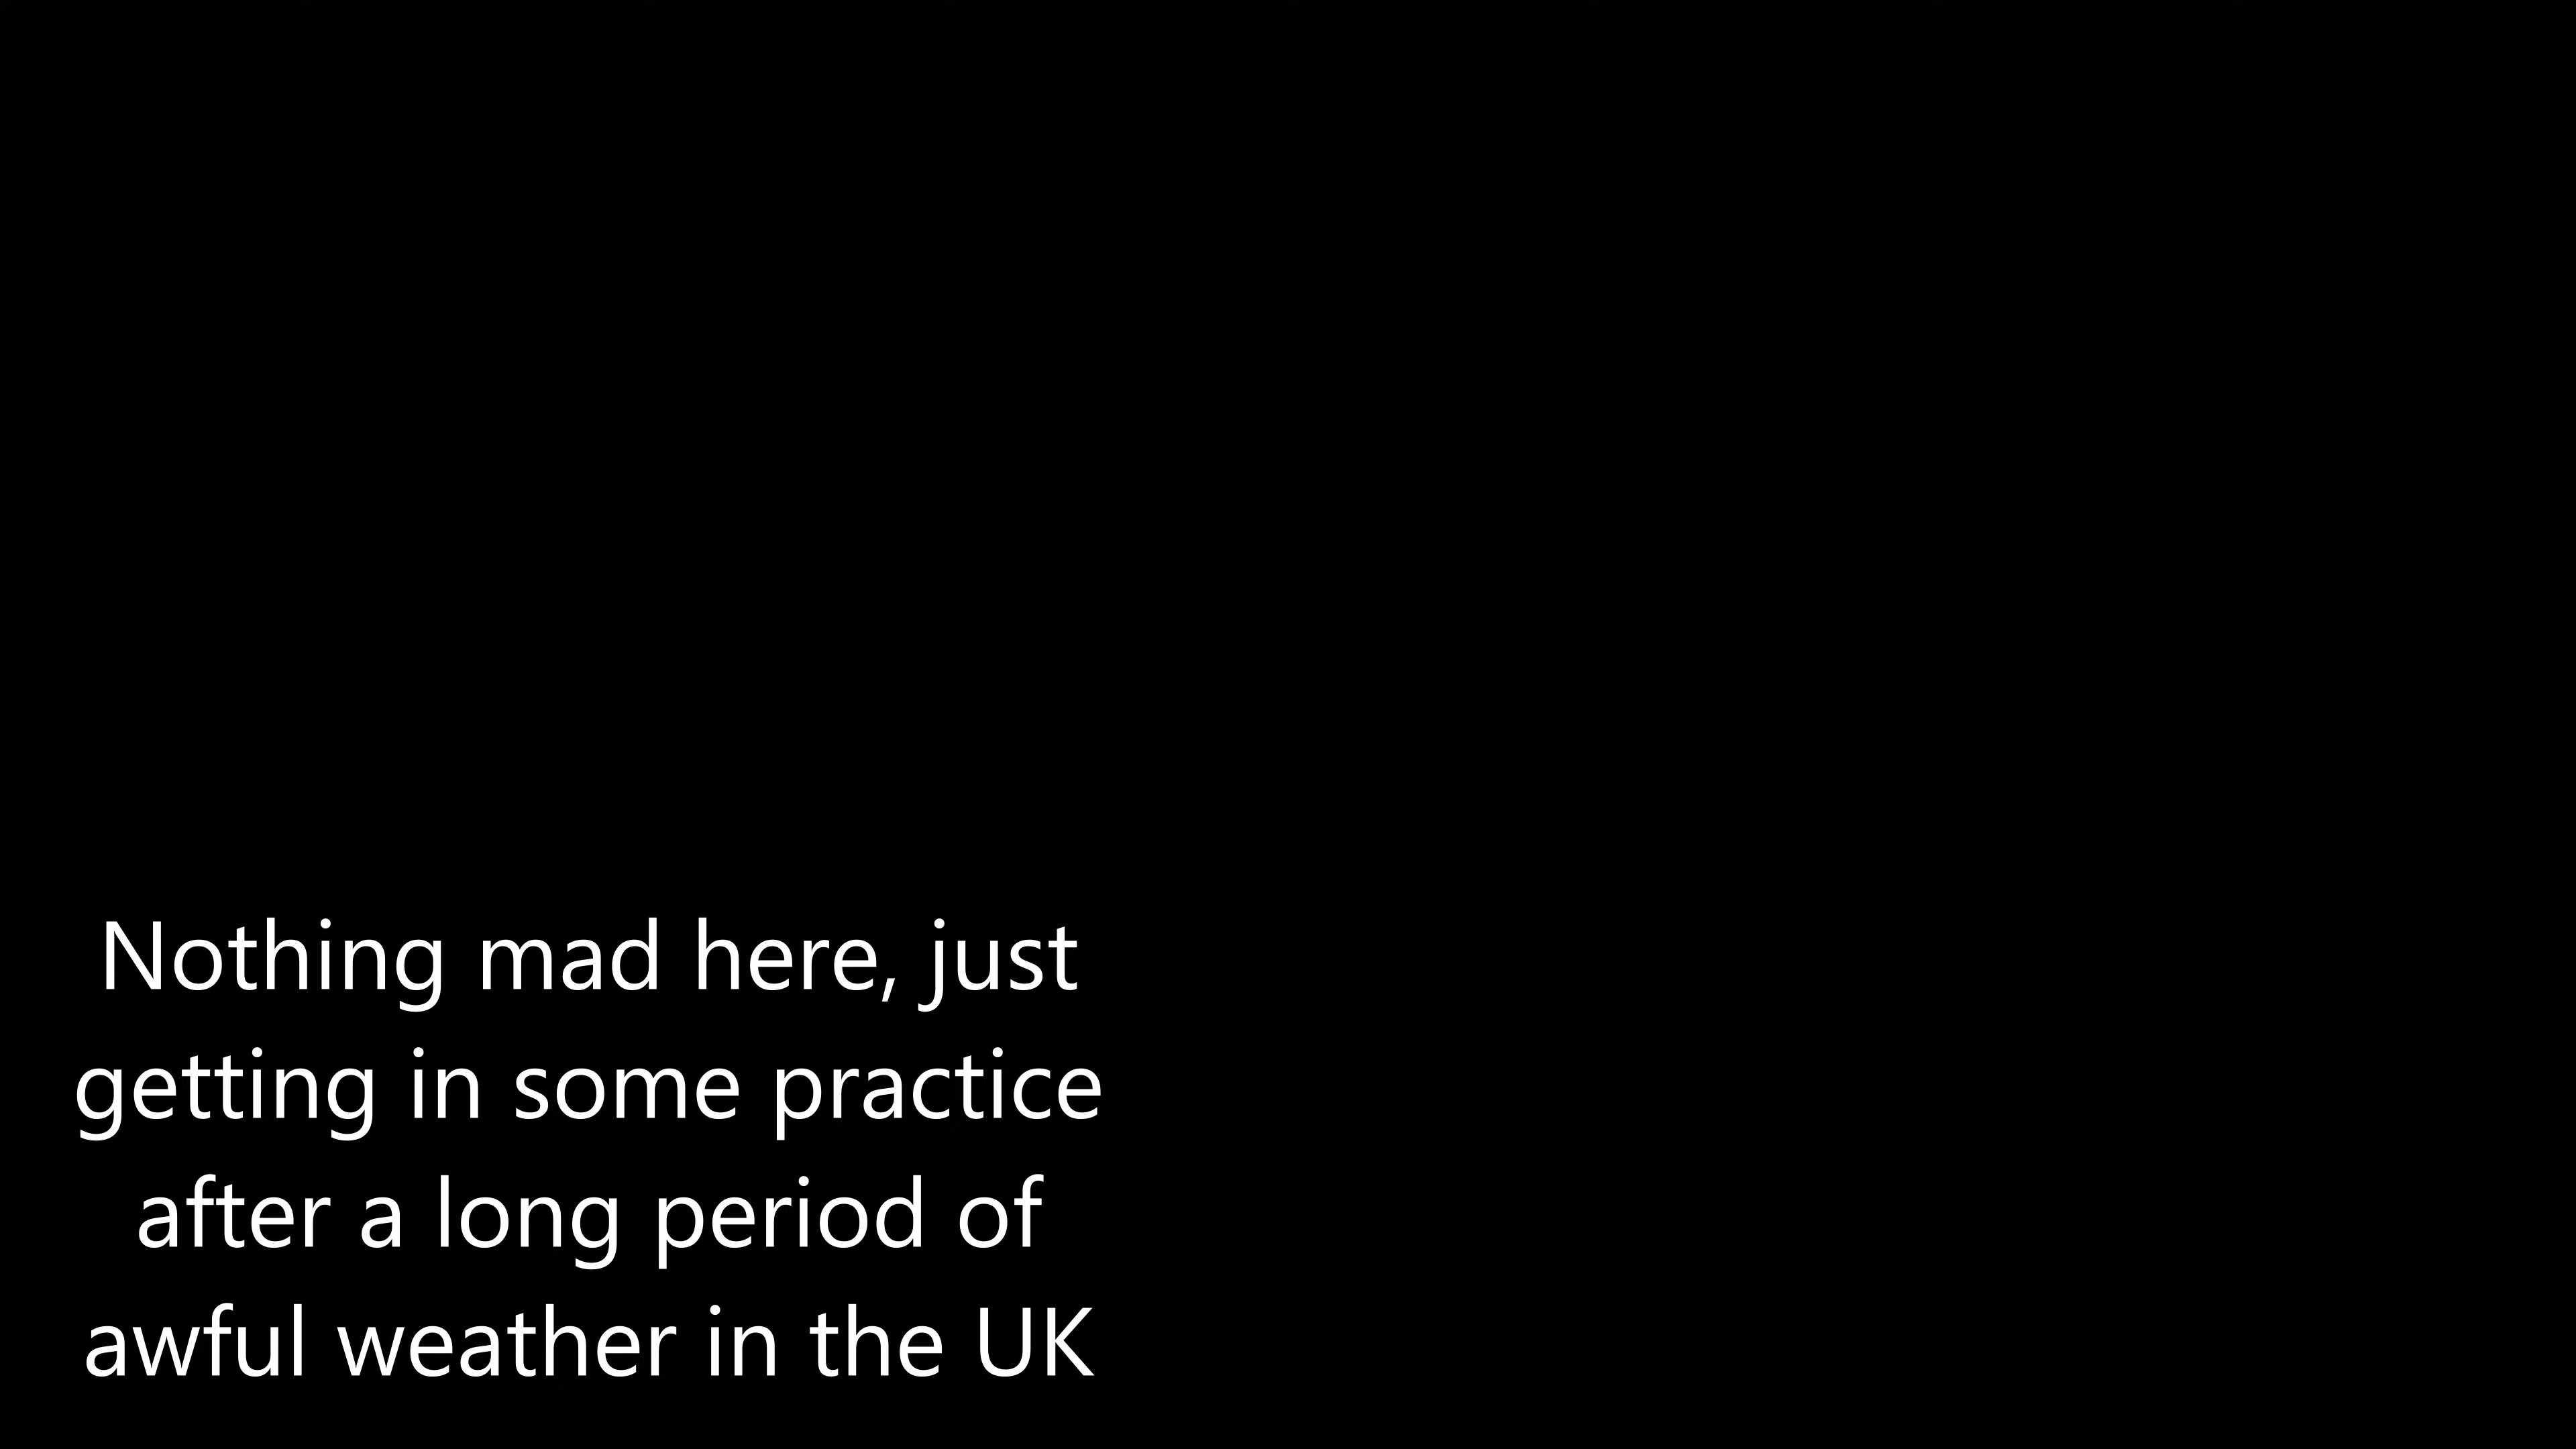 Nothing mad here, just
getting in some practice
after a long period of
awful weather in the UK